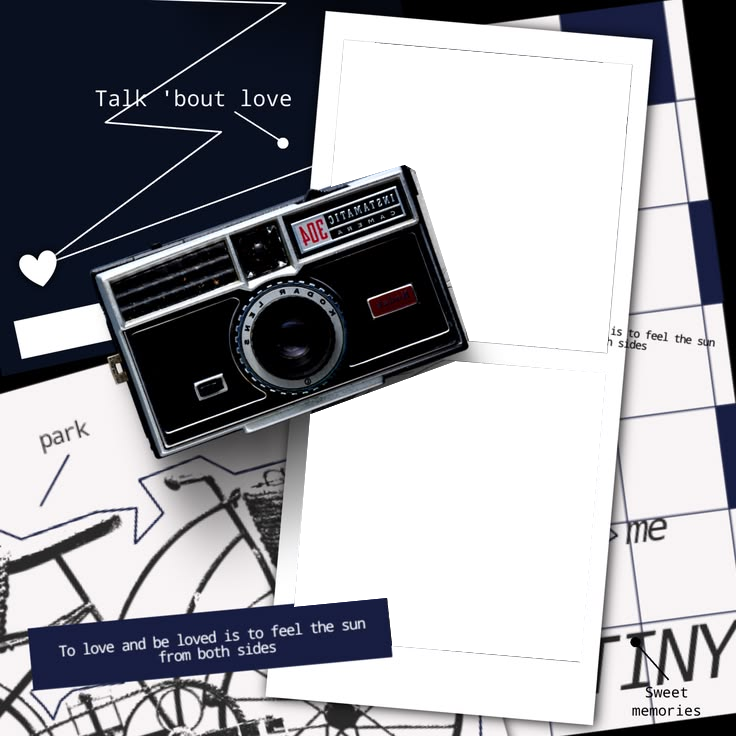 Talk 'bout love
INSTAMATIC
CAMERA
304
KODAR LENS
is to feel the sun
h sides
park
me
To love and be loved is to feel the sun
from both sides
TINY
Sweet
memories